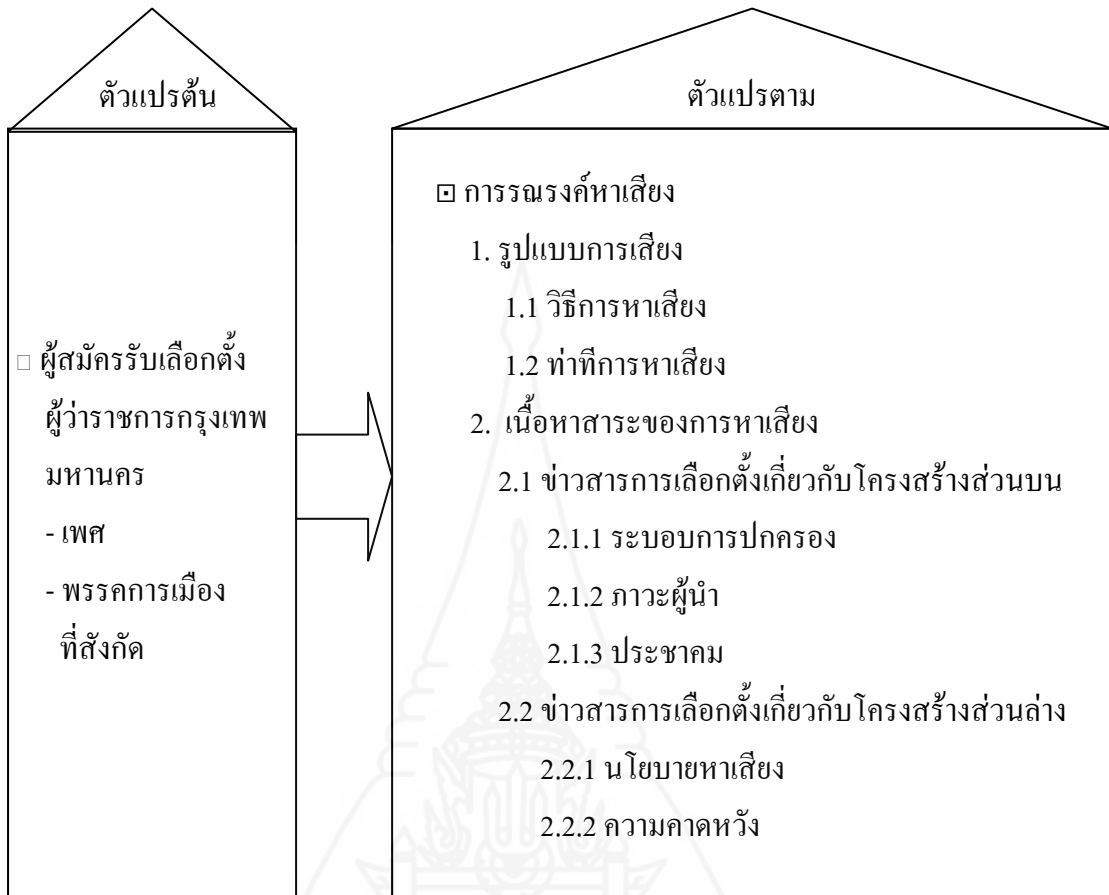 ตัวแปรต้น
□ ผู้สมัครรับเลือกตั้ง
ผู้ว่าราชการกรุงเทพ
มหานคร
- เพศ
- พรรคการเมือง
ที่สังกัด
ตัวแปรตาม
⊡ การรณรงค์หาเสียง
1. รูปแบบการเสียง
1.1 วิธีการหาเสียง
1.2 ท่าทีการหาเสียง
2. เนื้อหาสาระของการหาเสียง
2.1 ข่าวสารการเลือกตั้งเกี่ยวกับโครงสร้างส่วนบน
2.1.1 ระบอบการปกครอง
2.1.2 ภาวะผู้นำ
2.1.3 ประชาคม
2.2 ข่าวสารการเลือกตั้งเกี่ยวกับโครงสร้างส่วนล่าง
2.2.1 นโยบายหาเสียง
2.2.2 ความคาดหวัง